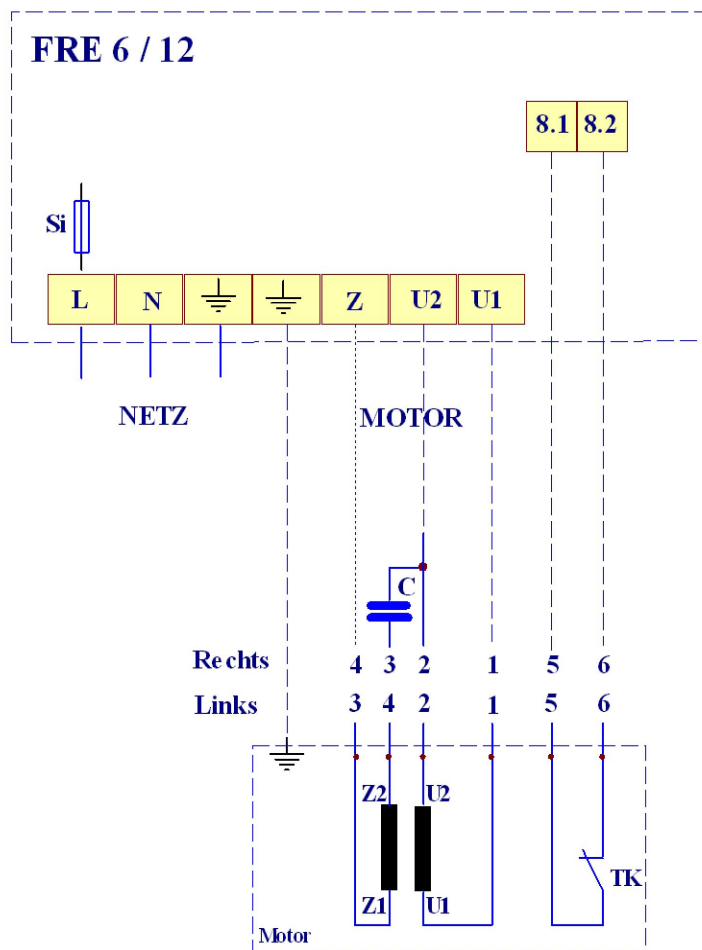 FRE 6 / 12
8.1 8.2
Si
L N Z U2 U1
NETZ MOTOR
C
Rechts 4 3 2 1 5 6
Links 3 4 2 1 5 6
Z2 U2
TK
Z1 U1
Motor